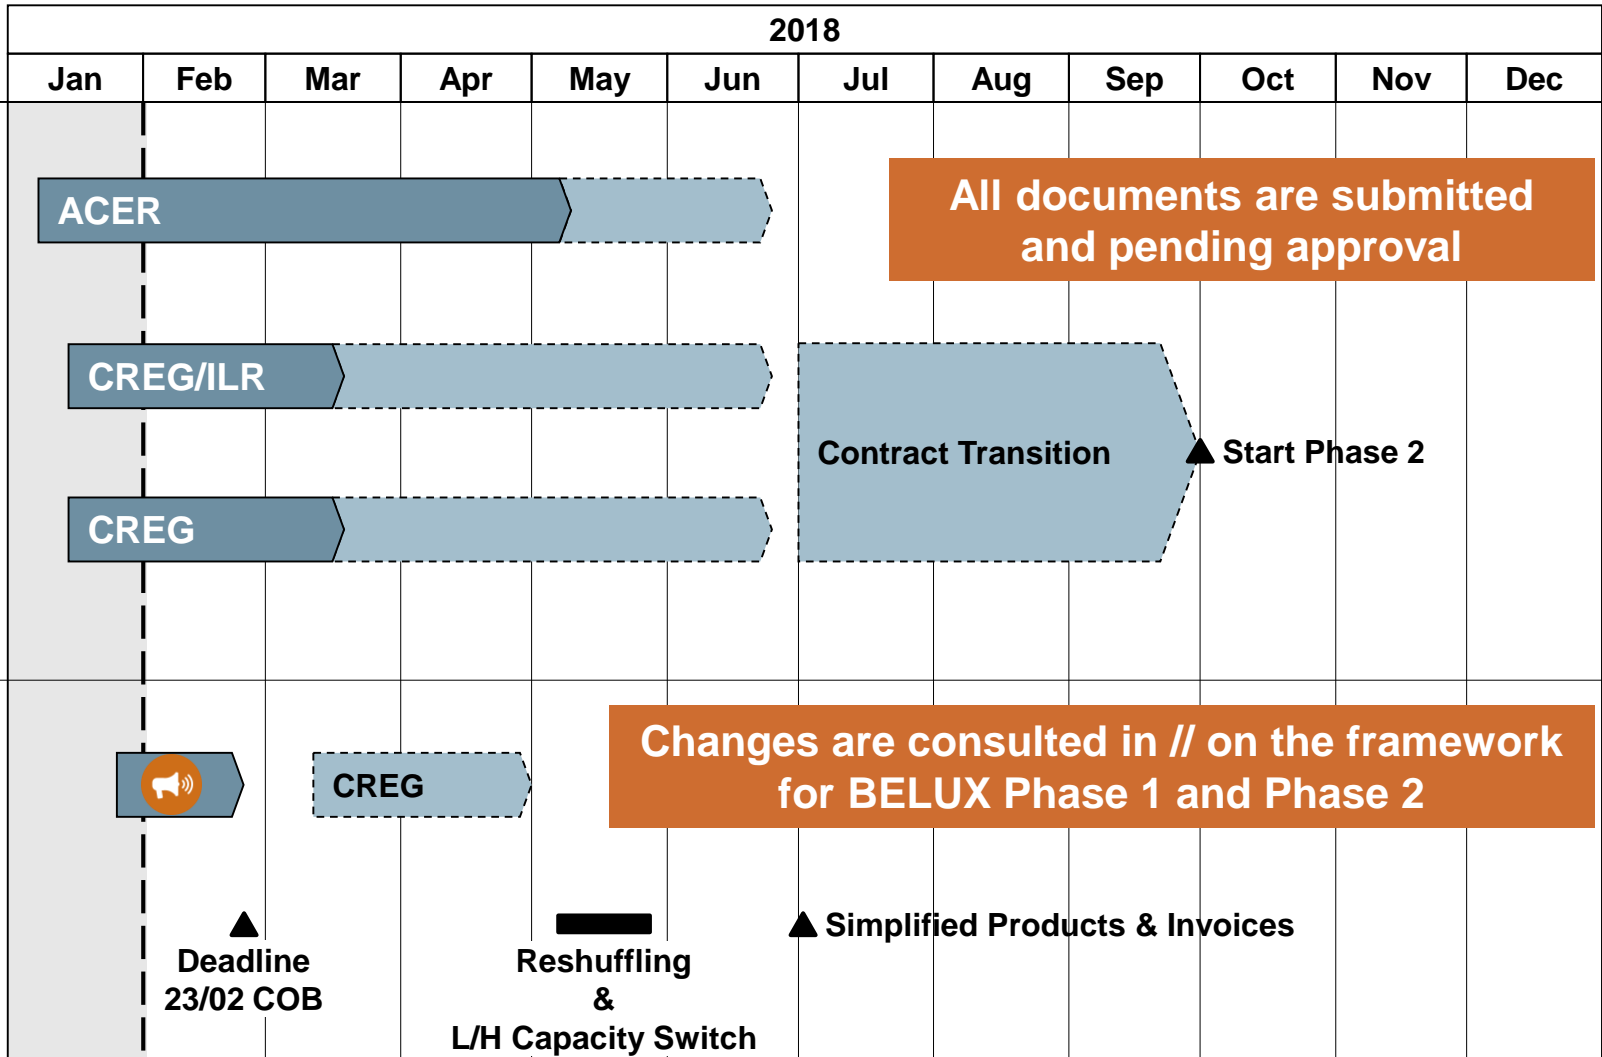 2018
Jan Feb Mar Apr May Jun Jul Aug Sep Oct Nov Dec
ACER
All documents are submitted
and pending approval
CREG/ILR
Contract Transition
Start Phase 2
CREG
Changes are consulted in // on the framework
for BELUX Phase 1 and Phase 2
CREG
Simplified Products & Invoices
Deadline
23/02 COB
Reshuffling
&
L/H Capacity Switch